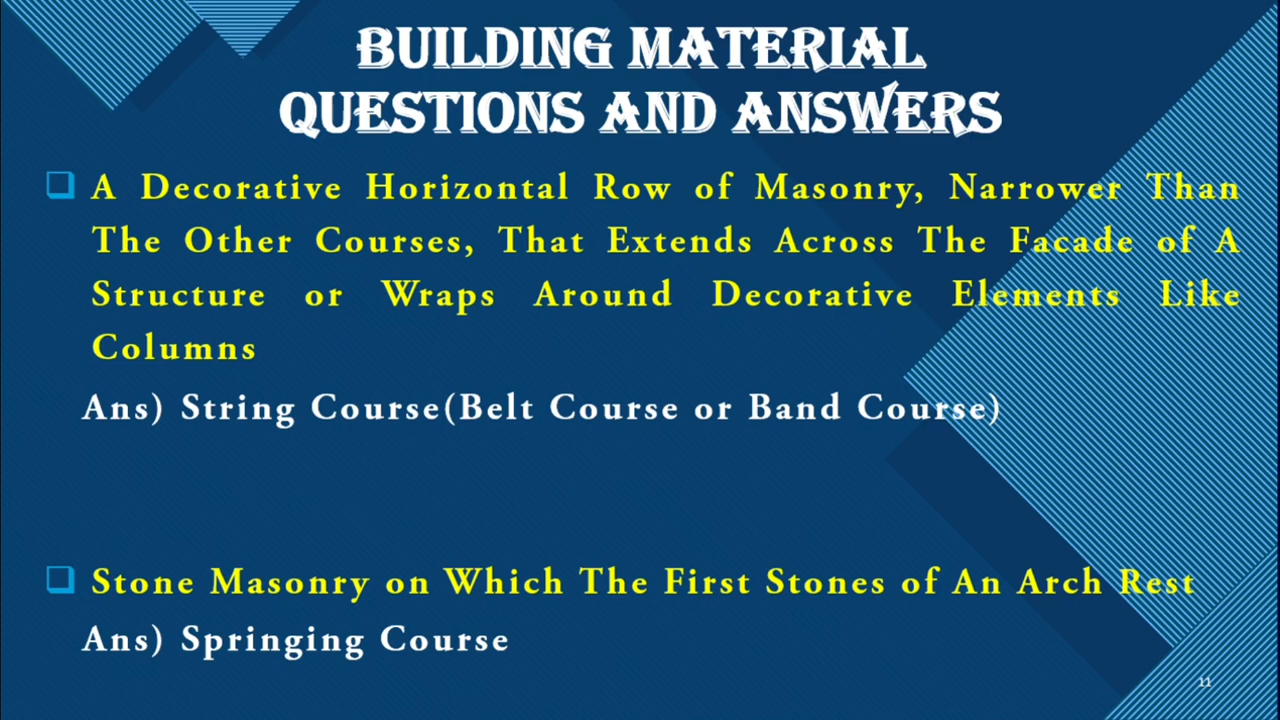 BUILDING MATERIAL
QUESTIONS AND ANSWERS
A Decorative Horizontal Row of Masonry, Narrower Than
The Other Courses, That Extends Across The Facade of A
Structure or Wraps Around Decorative Elements Like
Columns
Ans) String Course(Belt Course or Band Course)
Stone Masonry on Which The First Stones of An Arch Rest
Ans) Springing Course
11